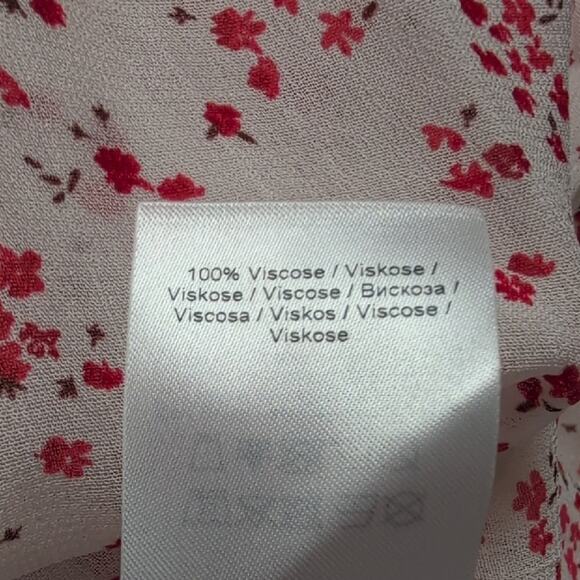 100% Viscose / Viskose /
Viskose / Viscose / Вискоза /
Viscosa / Viskos / Viscose /
Viskose